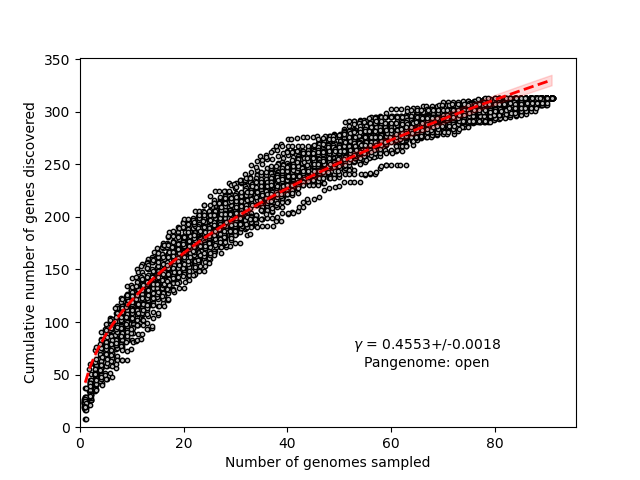 350
300
250
200
150
100
50
0
Cumulative number of genes discovered
γ = 0.4553+/-0.0018
Pangenome: open
0 20 40 60 80
Number of genomes sampled